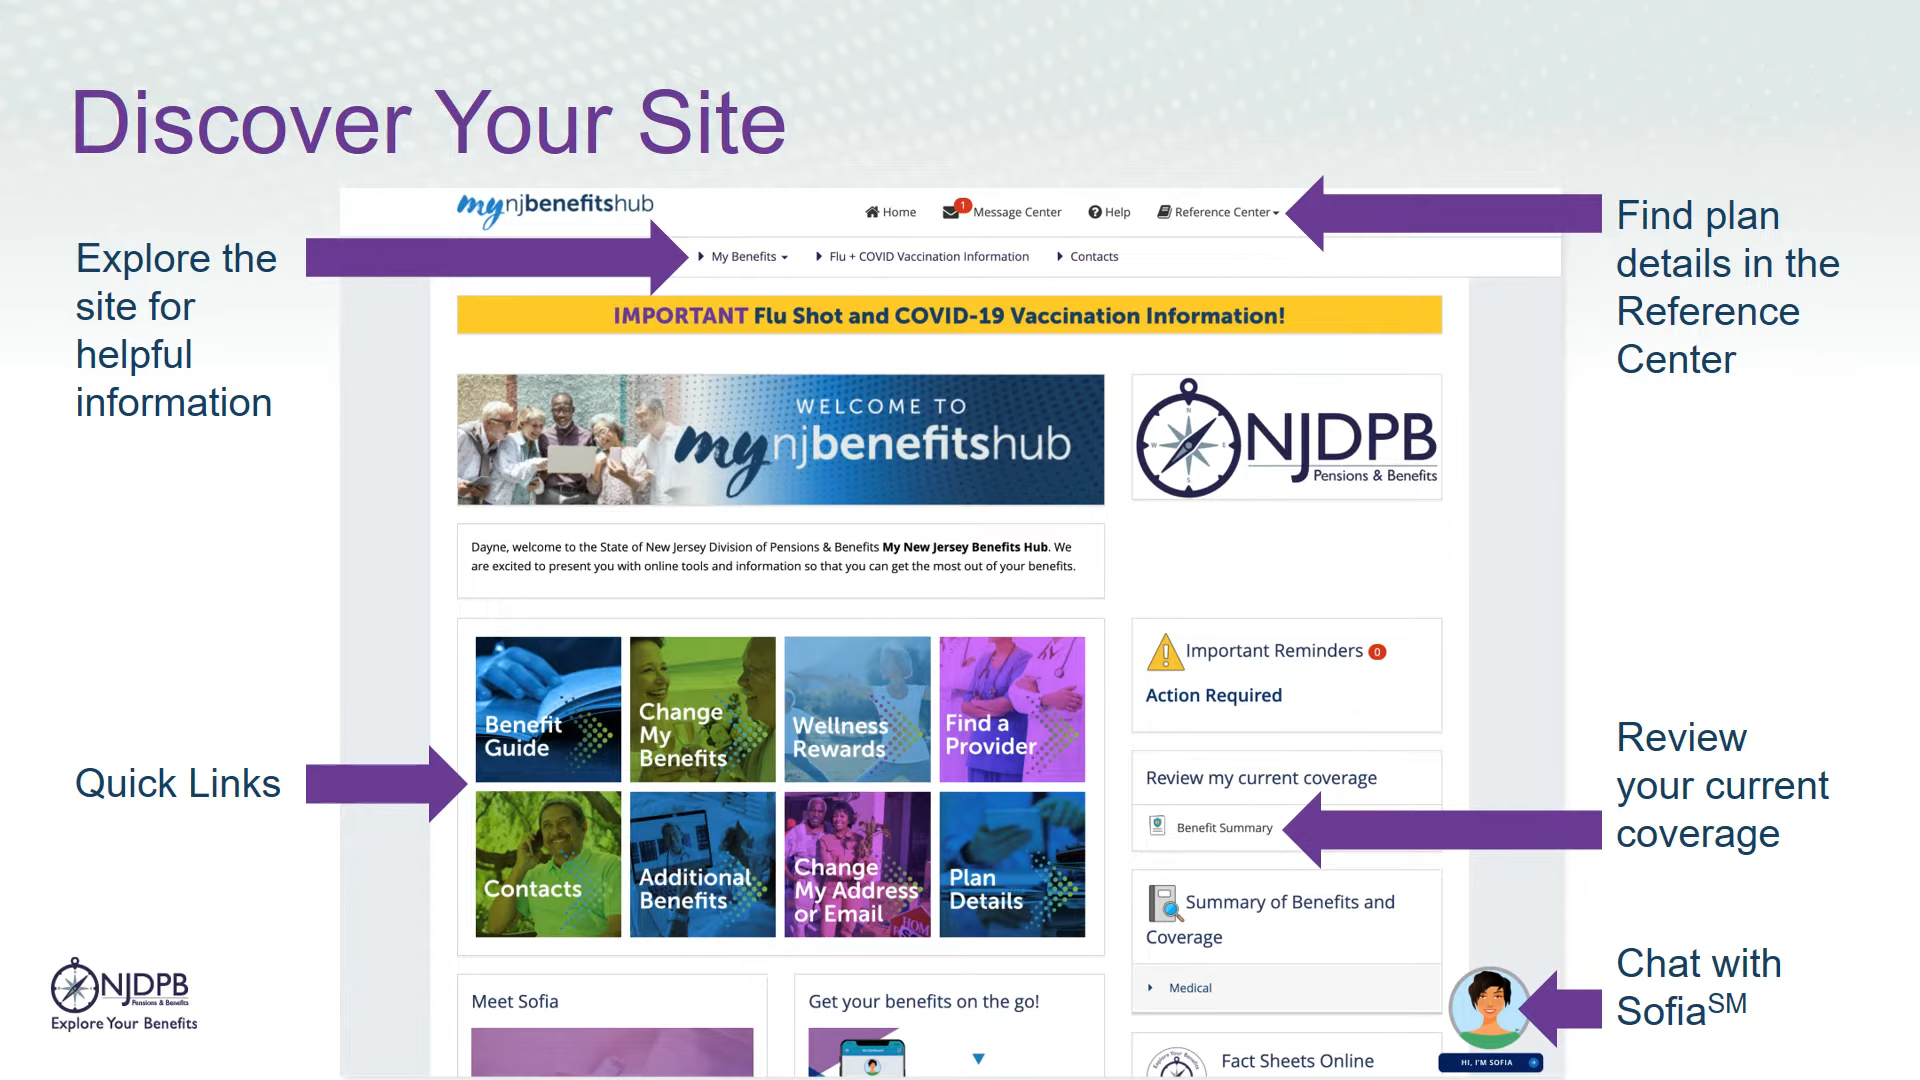 Discover Your Site
Explore the
site for
helpful
information
Quick Links
Find plan
details in the
Reference
Center
Review
your current
coverage
Chat with
SofiaSM
mynjbenefitshub
Home
1
Message Center
Help
Reference Center
My Benefits
Flu + COVID Vaccination Information
Contacts
IMPORTANT Flu Shot and COVID-19 Vaccination Information!
WELCOME TO
mynjbenefitshub
N
W E
S
NJDPB
Pensions & Benefits
Dayne, welcome to the State of New Jersey Division of Pensions & Benefits My New Jersey Benefits Hub. We
are excited to present you with online tools and information so that you can get the most out of your benefits.
Benefit
Guide
Change
My
Benefits
Wellness
Rewards
Find a
Provider
Contacts
Additional
Benefits
Change
My Address
or Email
Plan
Details
Important Reminders 0
Action Required
Review my current coverage
Benefit Summary
Summary of Benefits and
Coverage
Medical
Fact Sheets Online
Meet Sofia
Get your benefits on the go!
HI, I'M SOFIA
NJDPB
Pensions & Benefits
Explore Your Benefits